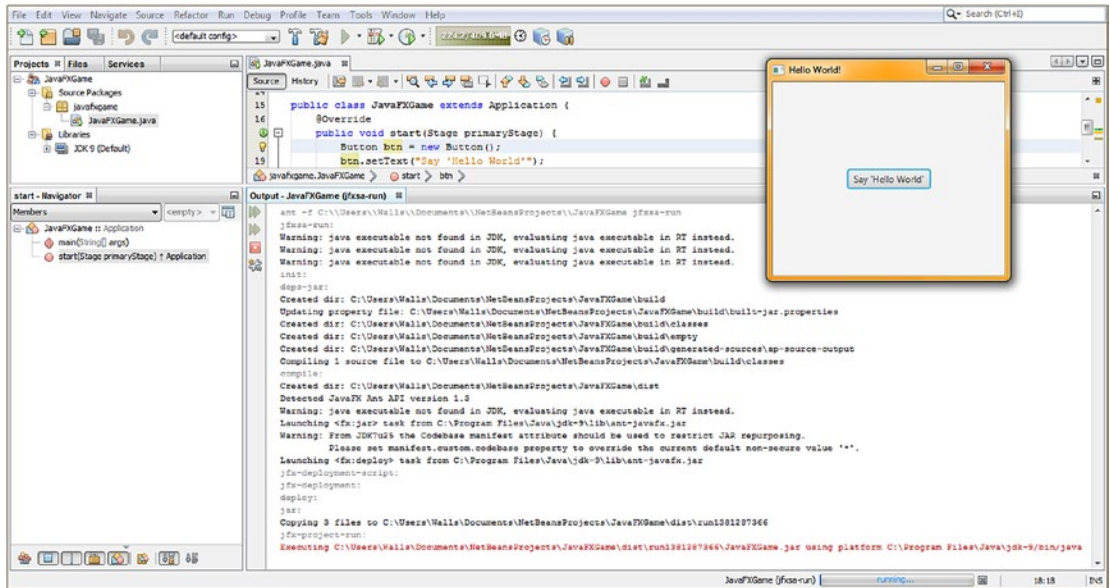 File Edit View Navigate Source Refactor Run Debug Profile Team Tools Window Help
Search (Ctrl+I)
<default config>
Projects Files Services
JavaFXGame
Source Packages
javafxgame
JavaFXGame.java
Libraries
JDK 9 (Default)
JavaFXGame.java
Source History
15 public class JavaFXGame extends Application {
16 @Override
public void start(Stage primaryStage) {
Button btn = new Button();
19 btn.setText("Say 'Hello World'");
javafxgame.JavaFXGame start btn
Hello World!
Say 'Hello World'
start - Navigator
Members <empty>
JavaFXGame :: Application
main(String[] args)
start(Stage primaryStage) ↑ Application
Output - JavaFXGame (jfxsa-run)
ant -f C:\\Users\\Walls\\Documents\\NetBeansProjects\\JavaFXGame jfxsa-run
jfxsa-run:
Warning: java executable not found in JDK, evaluating java executable in RT instead.
Warning: java executable not found in JDK, evaluating java executable in RT instead.
Warning: java executable not found in JDK, evaluating java executable in RT instead.
init:
deps-jar:
Created dir: C:\Users\Walls\Documents\NetBeansProjects\JavaFXGame\build
Updating property file: C:\Users\Walls\Documents\NetBeansProjects\JavaFXGame\build\built-jar.properties
Created dir: C:\Users\Walls\Documents\NetBeansProjects\JavaFXGame\build\classes
Created dir: C:\Users\Walls\Documents\NetBeansProjects\JavaFXGame\build\empty
Created dir: C:\Users\Walls\Documents\NetBeansProjects\JavaFXGame\build\generated-sources\ap-source-output
Compiling 1 source file to C:\Users\Walls\Documents\NetBeansProjects\JavaFXGame\build\classes
compile:
Created dir: C:\Users\Walls\Documents\NetBeansProjects\JavaFXGame\dist
Detected JavaFX Ant API version 1.3
Warning: java executable not found in JDK, evaluating java executable in RT instead.
Launching <fx:jar> task from C:\Program Files\Java\jdk-9\lib\ant-javafx.jar
Warning: From JDK7u25 the Codebase manifest attribute should be used to restrict JAR repurposing.
Please set manifest.custom.codebase property to override the current default non-secure value '*'.
Launching <fx:deploy> task from C:\Program Files\Java\jdk-9\lib\ant-javafx.jar
jfx-deployment-script:
jfx-deployment:
deploy:
jar:
Copying 3 files to C:\Users\Walls\Documents\NetBeansProjects\JavaFXGame\dist\run1381287366
jfx-project-run:
Executing C:\Users\Walls\Documents\NetBeansProjects\JavaFXGame\dist\run1381287366\JavaFXGame.jar using platform C:\Program Files\Java\jdk-9/bin/java
JavaFXGame (jfxsa-run) running... 18:18 INS